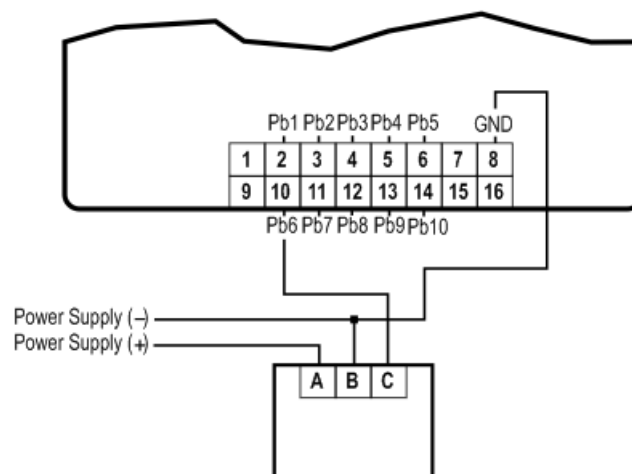 Pb1 Pb2 Pb3 Pb4 Pb5 GND
1 2 3 4 5 6 7 8
9 10 11 12 13 14 15 16
Pb6 Pb7 Pb8 Pb9 Pb10
Power Supply (–)
Power Supply (+)
A B C